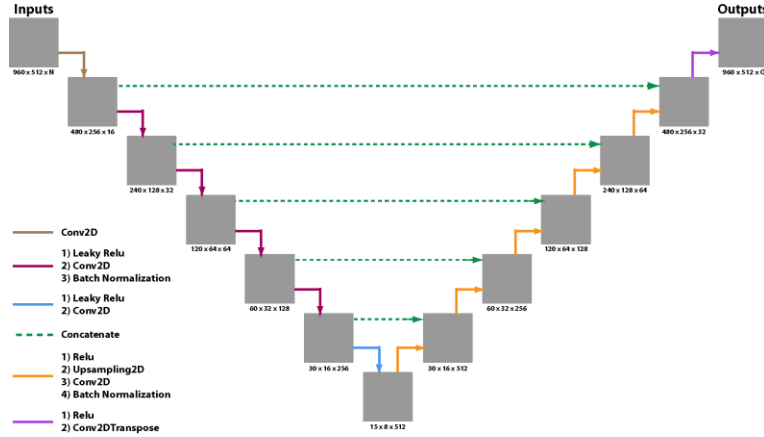 Inputs
Outputs
960 x 512 x N
960 x 512 x O
480 x 256 x 16
480 x 256 x 32
240 x 128 x 32
240 x 128 x 64
120 x 64 x 64
120 x 64 x 128
60 x 32 x 128
60 x 32 x 256
30 x 16 x 256
30 x 16 x 512
15 x 8 x 512
Conv2D
1) Leaky Relu
2) Conv2D
3) Batch Normalization
1) Leaky Relu
2) Conv2D
Concatenate
1) Relu
2) Upsampling2D
3) Conv2D
4) Batch Normalization
1) Relu
2) Conv2DTranspose